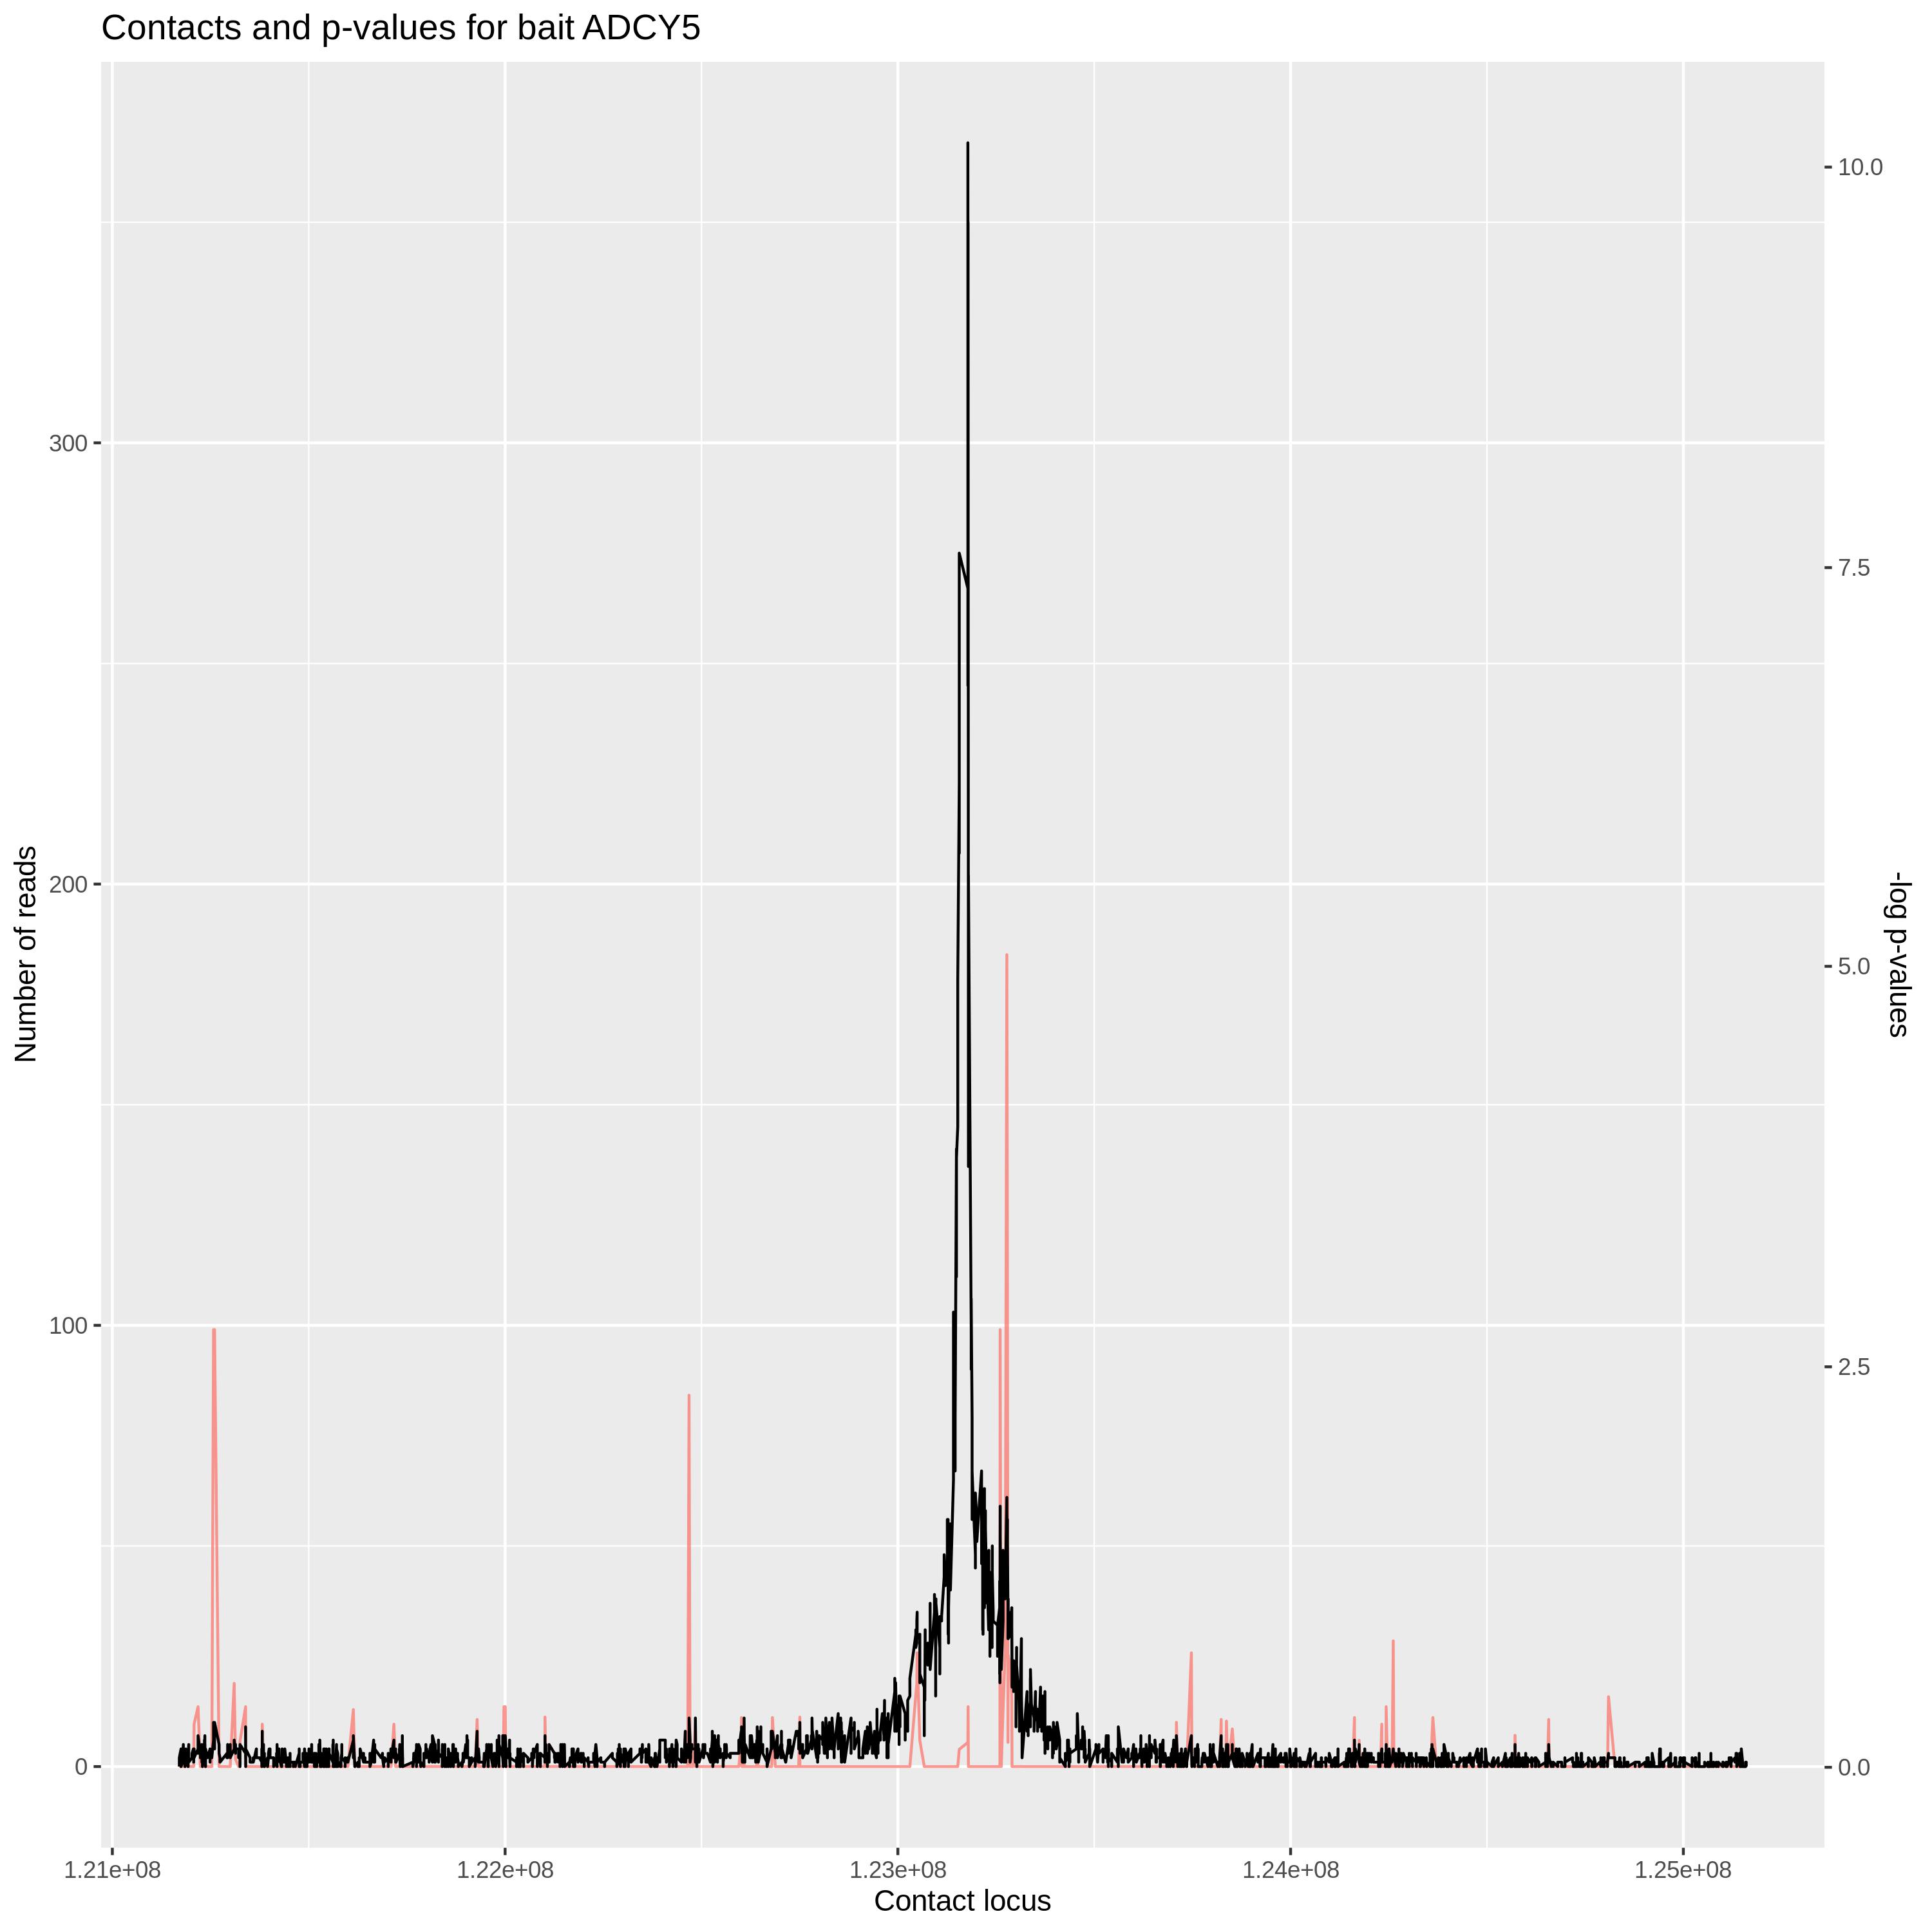 Contacts and p-values for bait ADCY5
10.0
300
7.5
Number of reads
200
5.0
-log p-values
100
2.5
0
0.0
1.21e+08
1.22e+08
1.23e+08
1.24e+08
1.25e+08
Contact locus